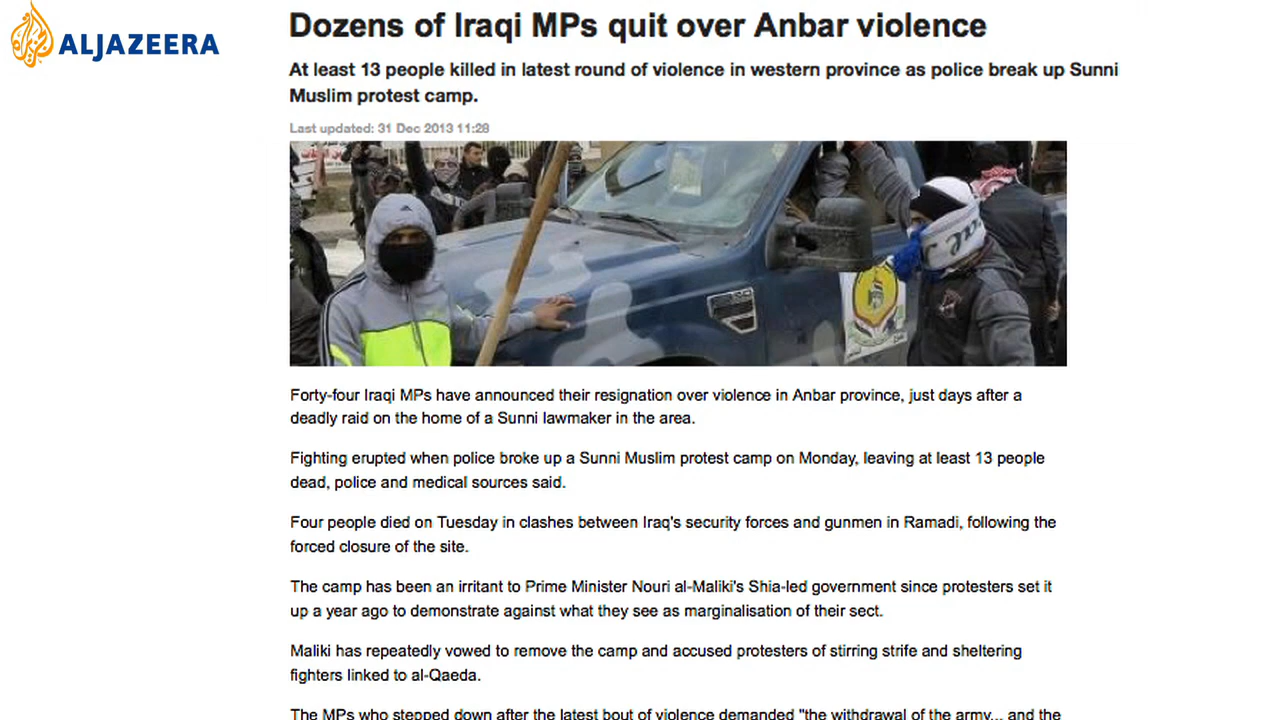 ALJAZEERA
Dozens of Iraqi MPs quit over Anbar violence
At least 13 people killed in latest round of violence in western province as police break up Sunni
Muslim protest camp.
Last updated: 31 Dec 2013 11:28
Forty-four Iraqi MPs have announced their resignation over violence in Anbar province, just days after a
deadly raid on the home of a Sunni lawmaker in the area.
Fighting erupted when police broke up a Sunni Muslim protest camp on Monday, leaving at least 13 people
dead, police and medical sources said.
Four people died on Tuesday in clashes between Iraq's security forces and gunmen in Ramadi, following the
forced closure of the site.
The camp has been an irritant to Prime Minister Nouri al-Maliki's Shia-led government since protesters set it
up a year ago to demonstrate against what they see as marginalisation of their sect.
Maliki has repeatedly vowed to remove the camp and accused protesters of stirring strife and sheltering
fighters linked to al-Qaeda.
The MPs who stepped down after the latest bout of violence demanded "the withdrawal of the army... and the